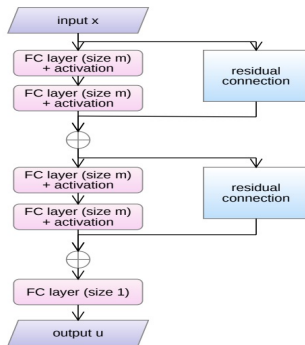 input x
FC layer (size m)
+ activation
FC layer (size m)
+ activation
residual
connection
FC layer (size m)
+ activation
FC layer (size m)
+ activation
residual
connection
FC layer (size 1)
output u